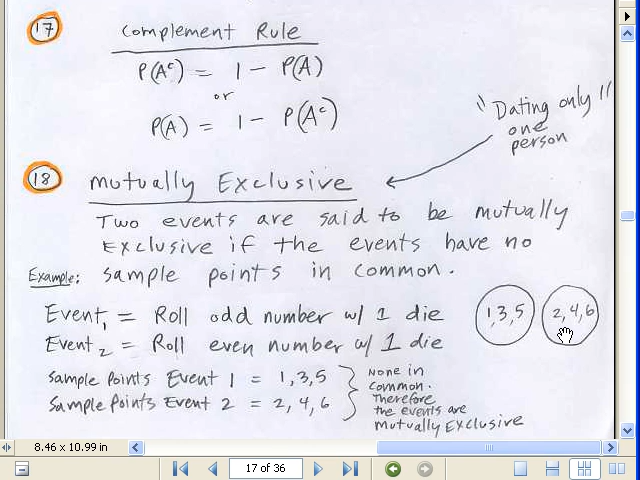 17 Complement Rule
P(Aᶜ) = 1 - P(A)
or
P(A) = 1 - P(Aᶜ)
"Dating only
one
person"
18 Mutually Exclusive
Two events are said to be mutually
Exclusive if the events have no
Example: sample points in common.
Event₁ = Roll odd number w/ 1 die
Event₂ = Roll even number w/ 1 die
1,3,5
2,4,6
Sample Points Event 1 = 1,3,5
Sample Points Event 2 = 2,4,6
None in
common.
Therefore
the events are
Mutually Exclusive
8.46 x 10.99 in
17 of 36